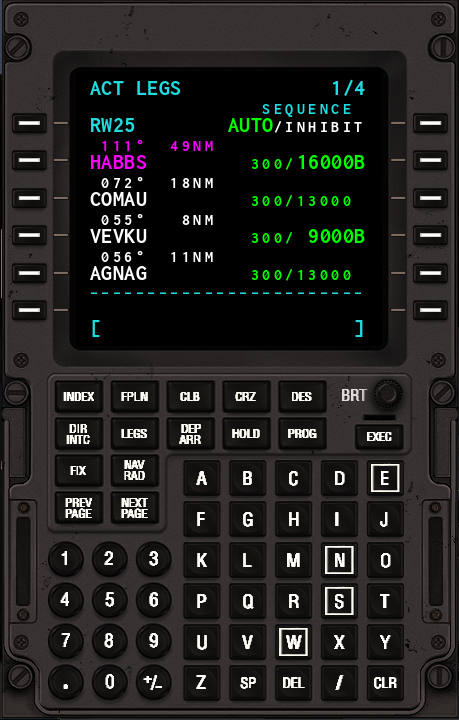 ACT LEGS 1/4
SEQUENCE
RW25 AUTO/INHIBIT
111° 49NM
HABBS 300/16000B
072° 18NM
COMAU 300/13000
055° 8NM
VEVKU 300/ 9000B
056° 11NM
AGNAG 300/13000
----------------------------
[ ]
INDEX FPLN CLB CRZ DES BRT
DIR INTC LEGS DEP ARR HOLD PROG EXEC
FIX NAV RAD
PREV PAGE NEXT PAGE
A B C D E
F G H I J
K L M N O
P Q R S T
U V W X Y
Z SP DEL / CLR
1 2 3
4 5 6
7 8 9
. 0 +/-